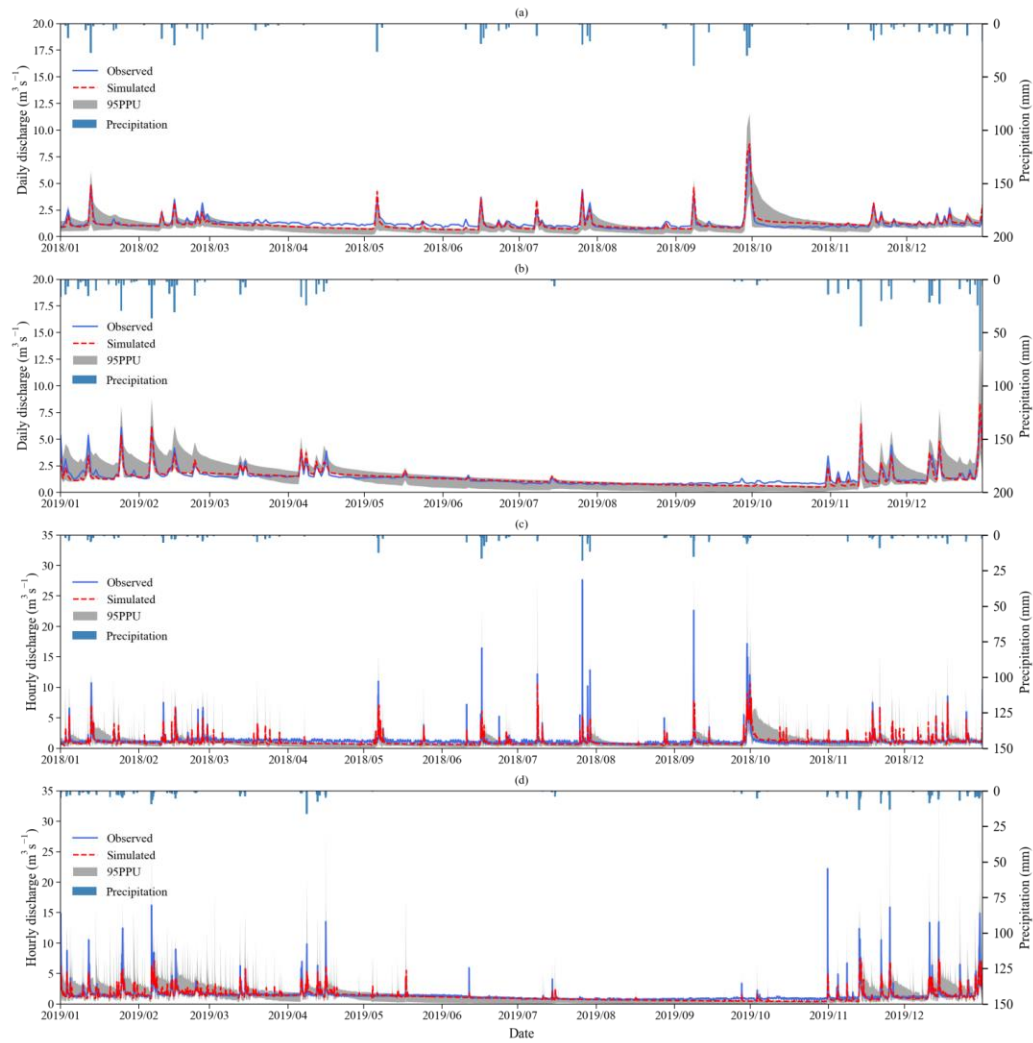 (a)
20.0
17.5
15.0
12.5
10.0
7.5
5.0
2.5
0.0
Daily discharge (m³ s⁻¹)
Observed
Simulated
95PPU
Precipitation
0
50
100
150
200
Precipitation (mm)
2018/01 2018/02 2018/03 2018/04 2018/05 2018/06 2018/07 2018/08 2018/09 2018/10 2018/11 2018/12
(b)
20.0
17.5
15.0
12.5
10.0
7.5
5.0
2.5
0.0
Daily discharge (m³ s⁻¹)
Observed
Simulated
95PPU
Precipitation
0
50
100
150
200
Precipitation (mm)
2019/01 2019/02 2019/03 2019/04 2019/05 2019/06 2019/07 2019/08 2019/09 2019/10 2019/11 2019/12
(c)
35
30
25
20
15
10
5
0
Hourly discharge (m³ s⁻¹)
Observed
Simulated
95PPU
Precipitation
0
25
50
75
100
125
150
Precipitation (mm)
2018/01 2018/02 2018/03 2018/04 2018/05 2018/06 2018/07 2018/08 2018/09 2018/10 2018/11 2018/12
(d)
35
30
25
20
15
10
5
0
Hourly discharge (m³ s⁻¹)
Observed
Simulated
95PPU
Precipitation
0
25
50
75
100
125
150
Precipitation (mm)
2019/01 2019/02 2019/03 2019/04 2019/05 2019/06 2019/07 2019/08 2019/09 2019/10 2019/11 2019/12
Date